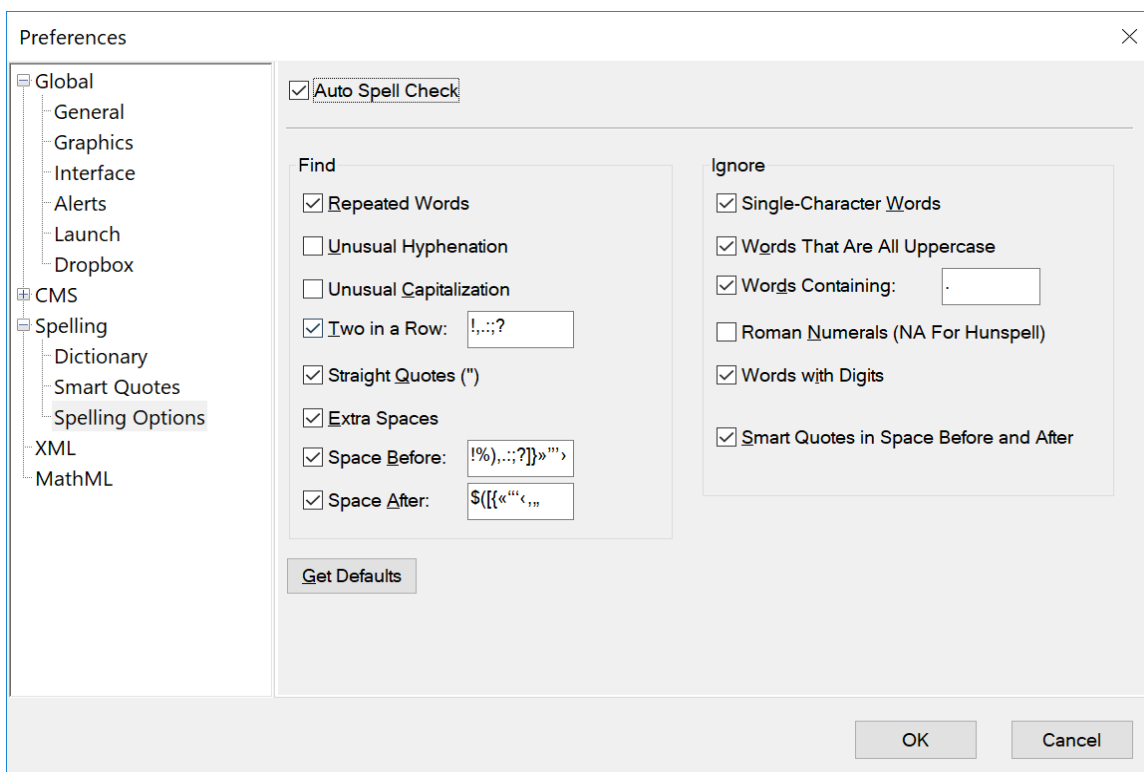 Preferences
Global
General
Graphics
Interface
Alerts
Launch
Dropbox
CMS
Spelling
Dictionary
Smart Quotes
Spelling Options
XML
MathML
Auto Spell Check
Find
Repeated Words
Unusual Hyphenation
Unusual Capitalization
Two in a Row: !,.:;?
Straight Quotes (")
Extra Spaces
Space Before: !%),.:;?]}»”’›
Space After: $([{«“‘‹‚„
Get Defaults
Ignore
Single-Character Words
Words That Are All Uppercase
Words Containing: .
Roman Numerals (NA For Hunspell)
Words with Digits
Smart Quotes in Space Before and After
OK Cancel